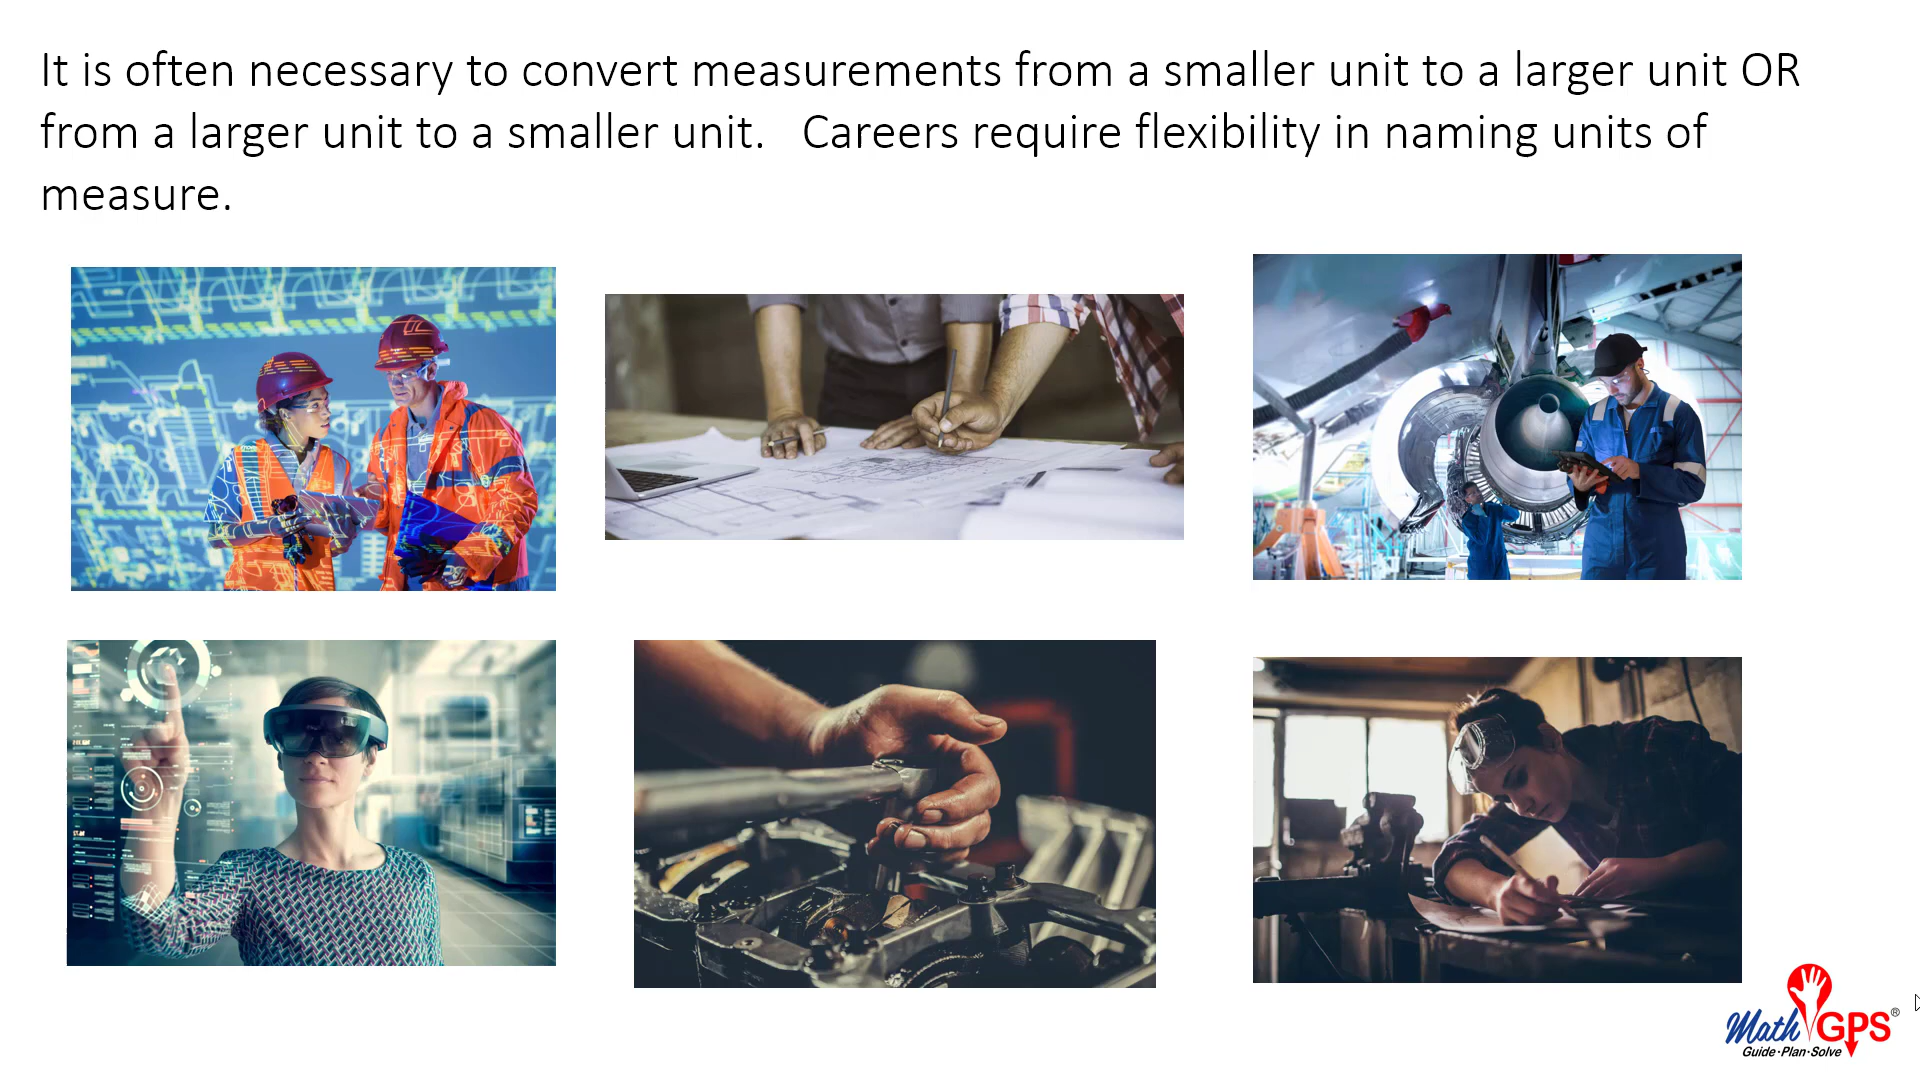 It is often necessary to convert measurements from a smaller unit to a larger unit OR
from a larger unit to a smaller unit.   Careers require flexibility in naming units of
measure.
Math GPS®
Guide·Plan·Solve